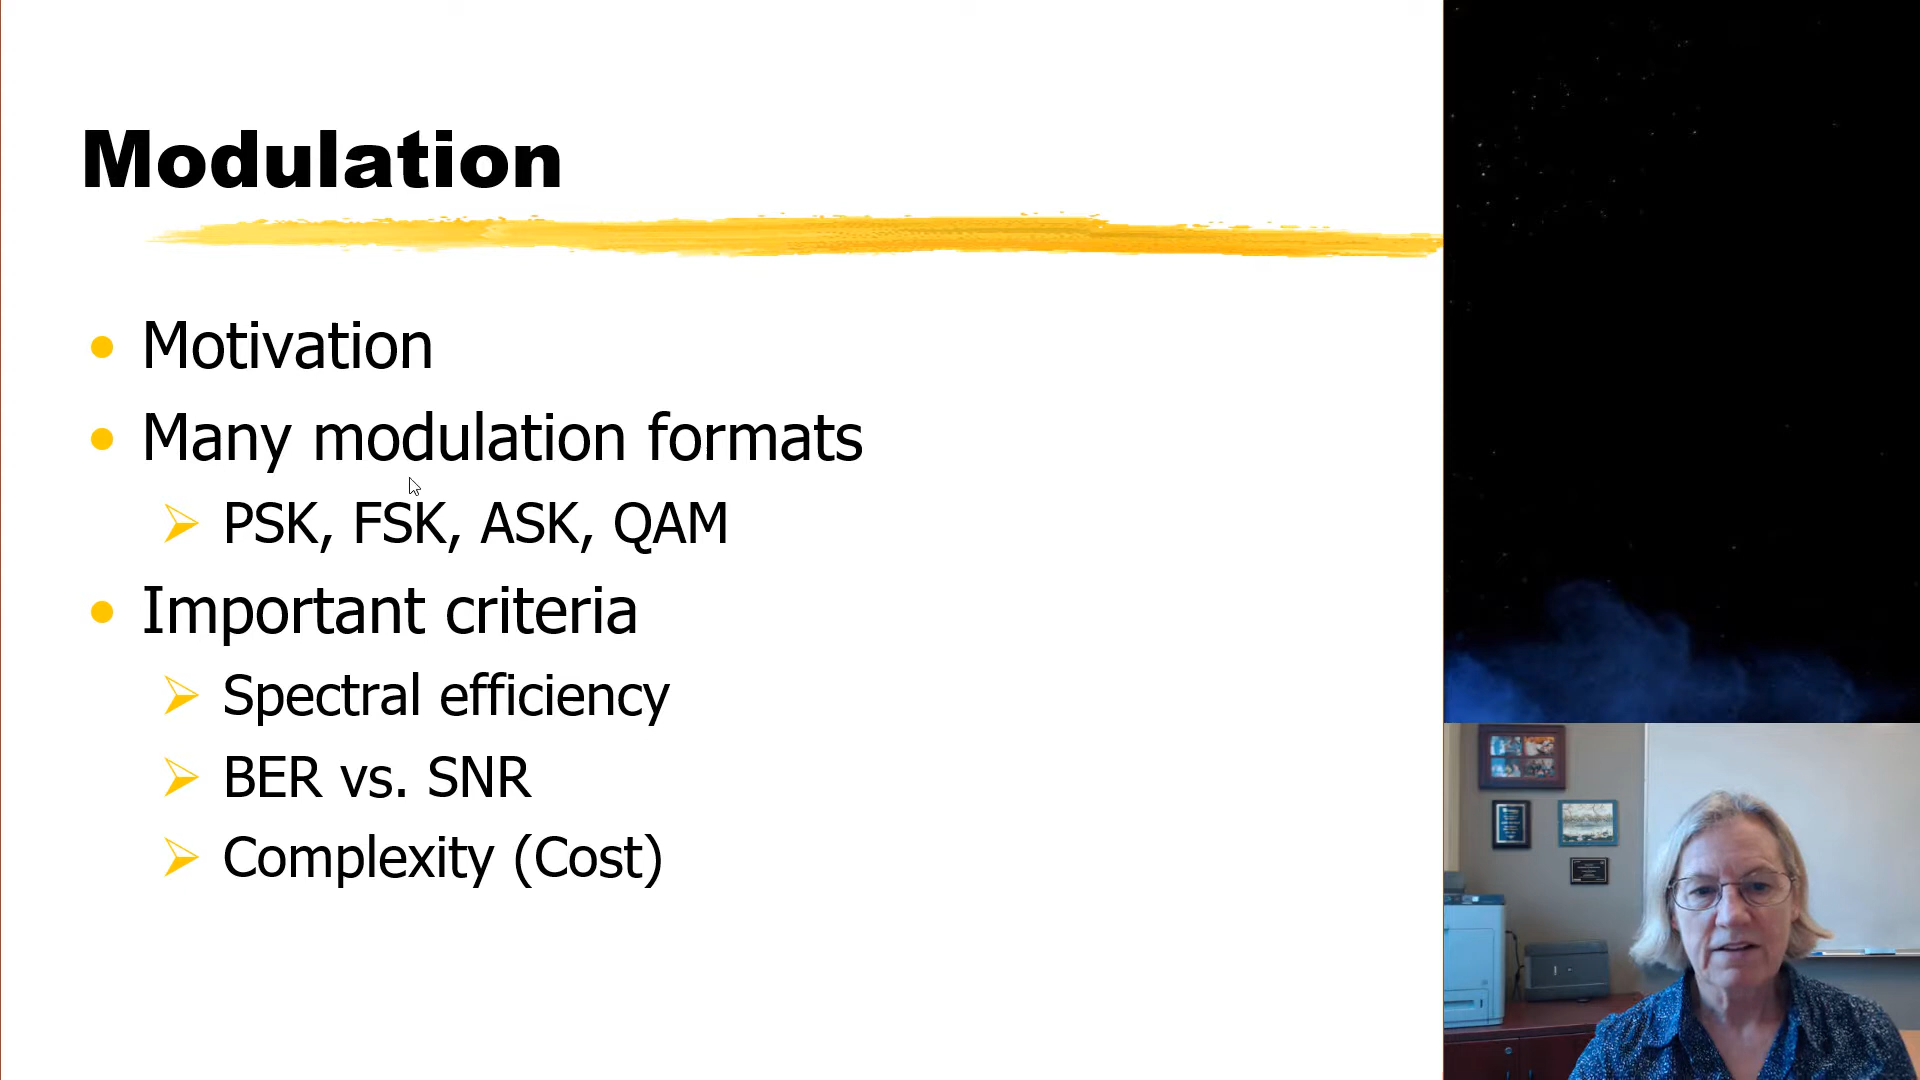 Modulation
Motivation
Many modulation formats
PSK, FSK, ASK, QAM
Important criteria
Spectral efficiency
BER vs. SNR
Complexity (Cost)